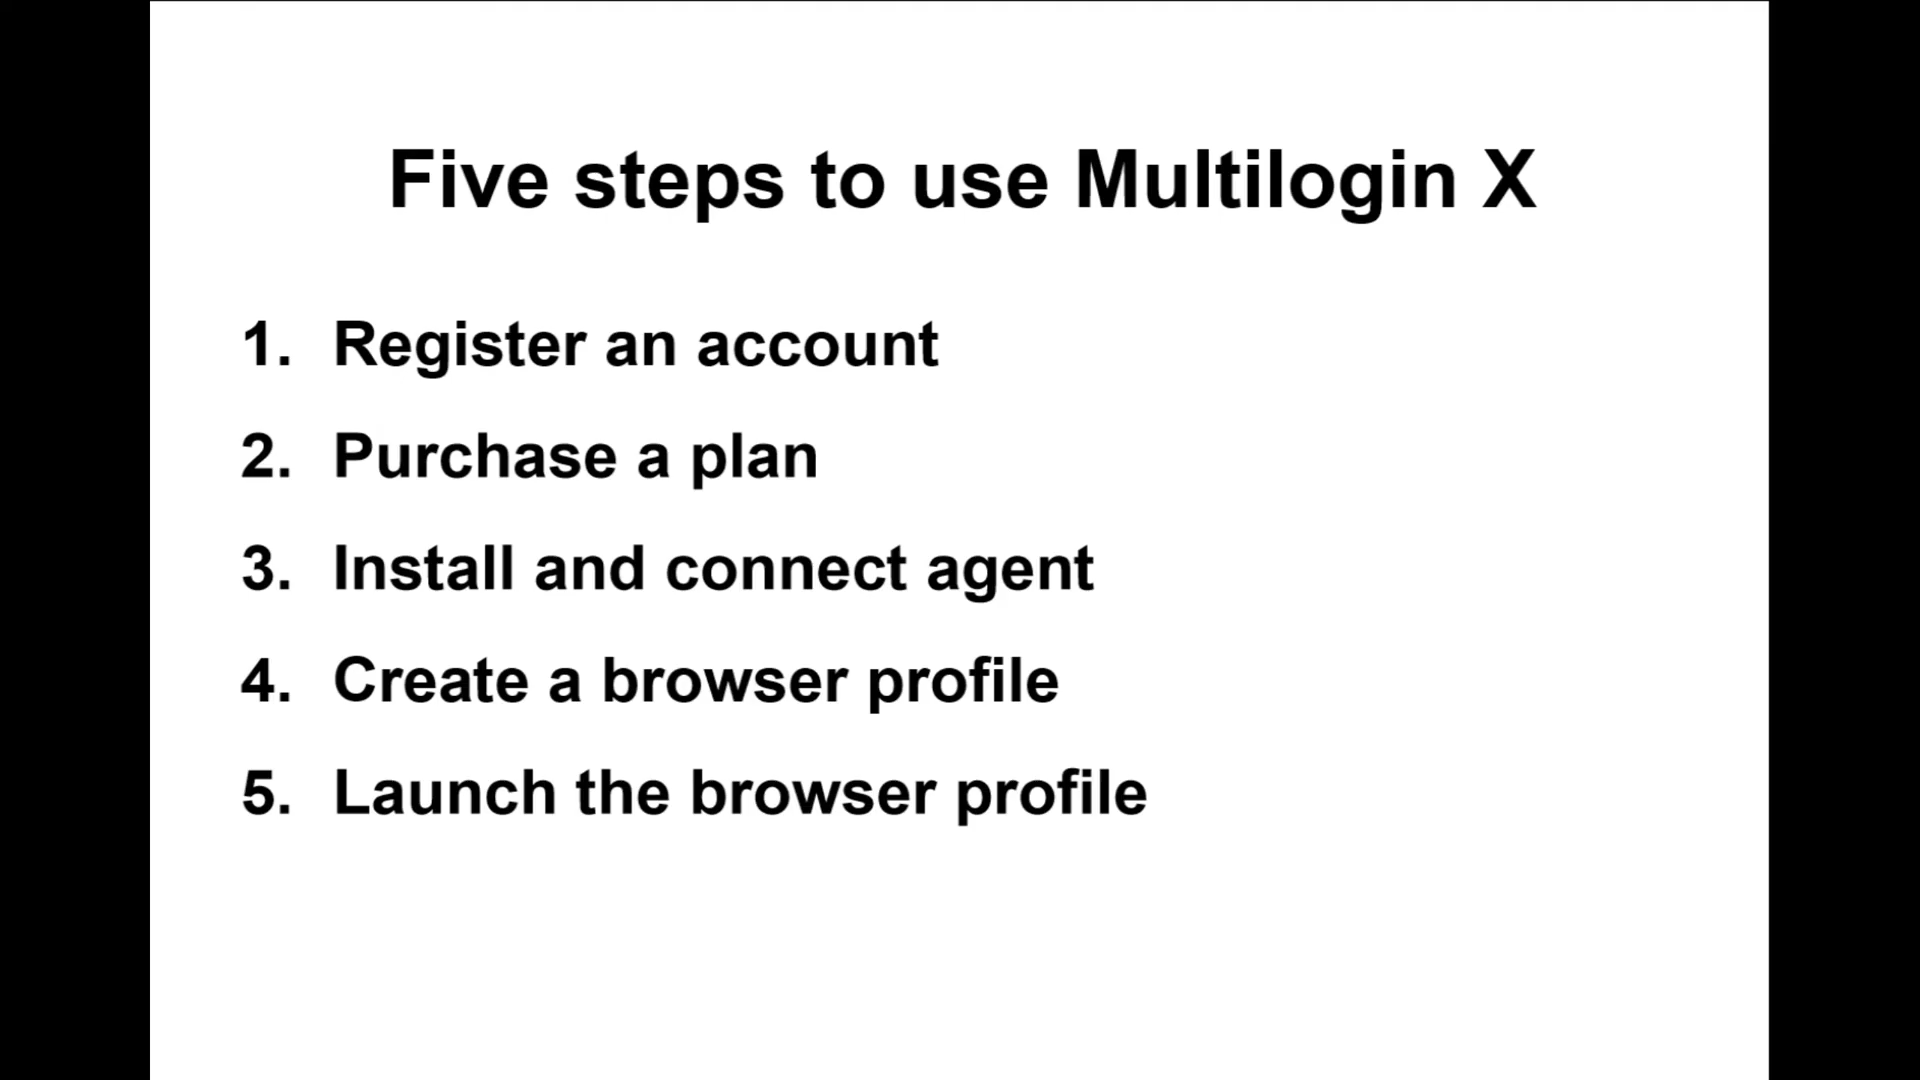 Five steps to use Multilogin X
1. Register an account
2. Purchase a plan
3. Install and connect agent
4. Create a browser profile
5. Launch the browser profile